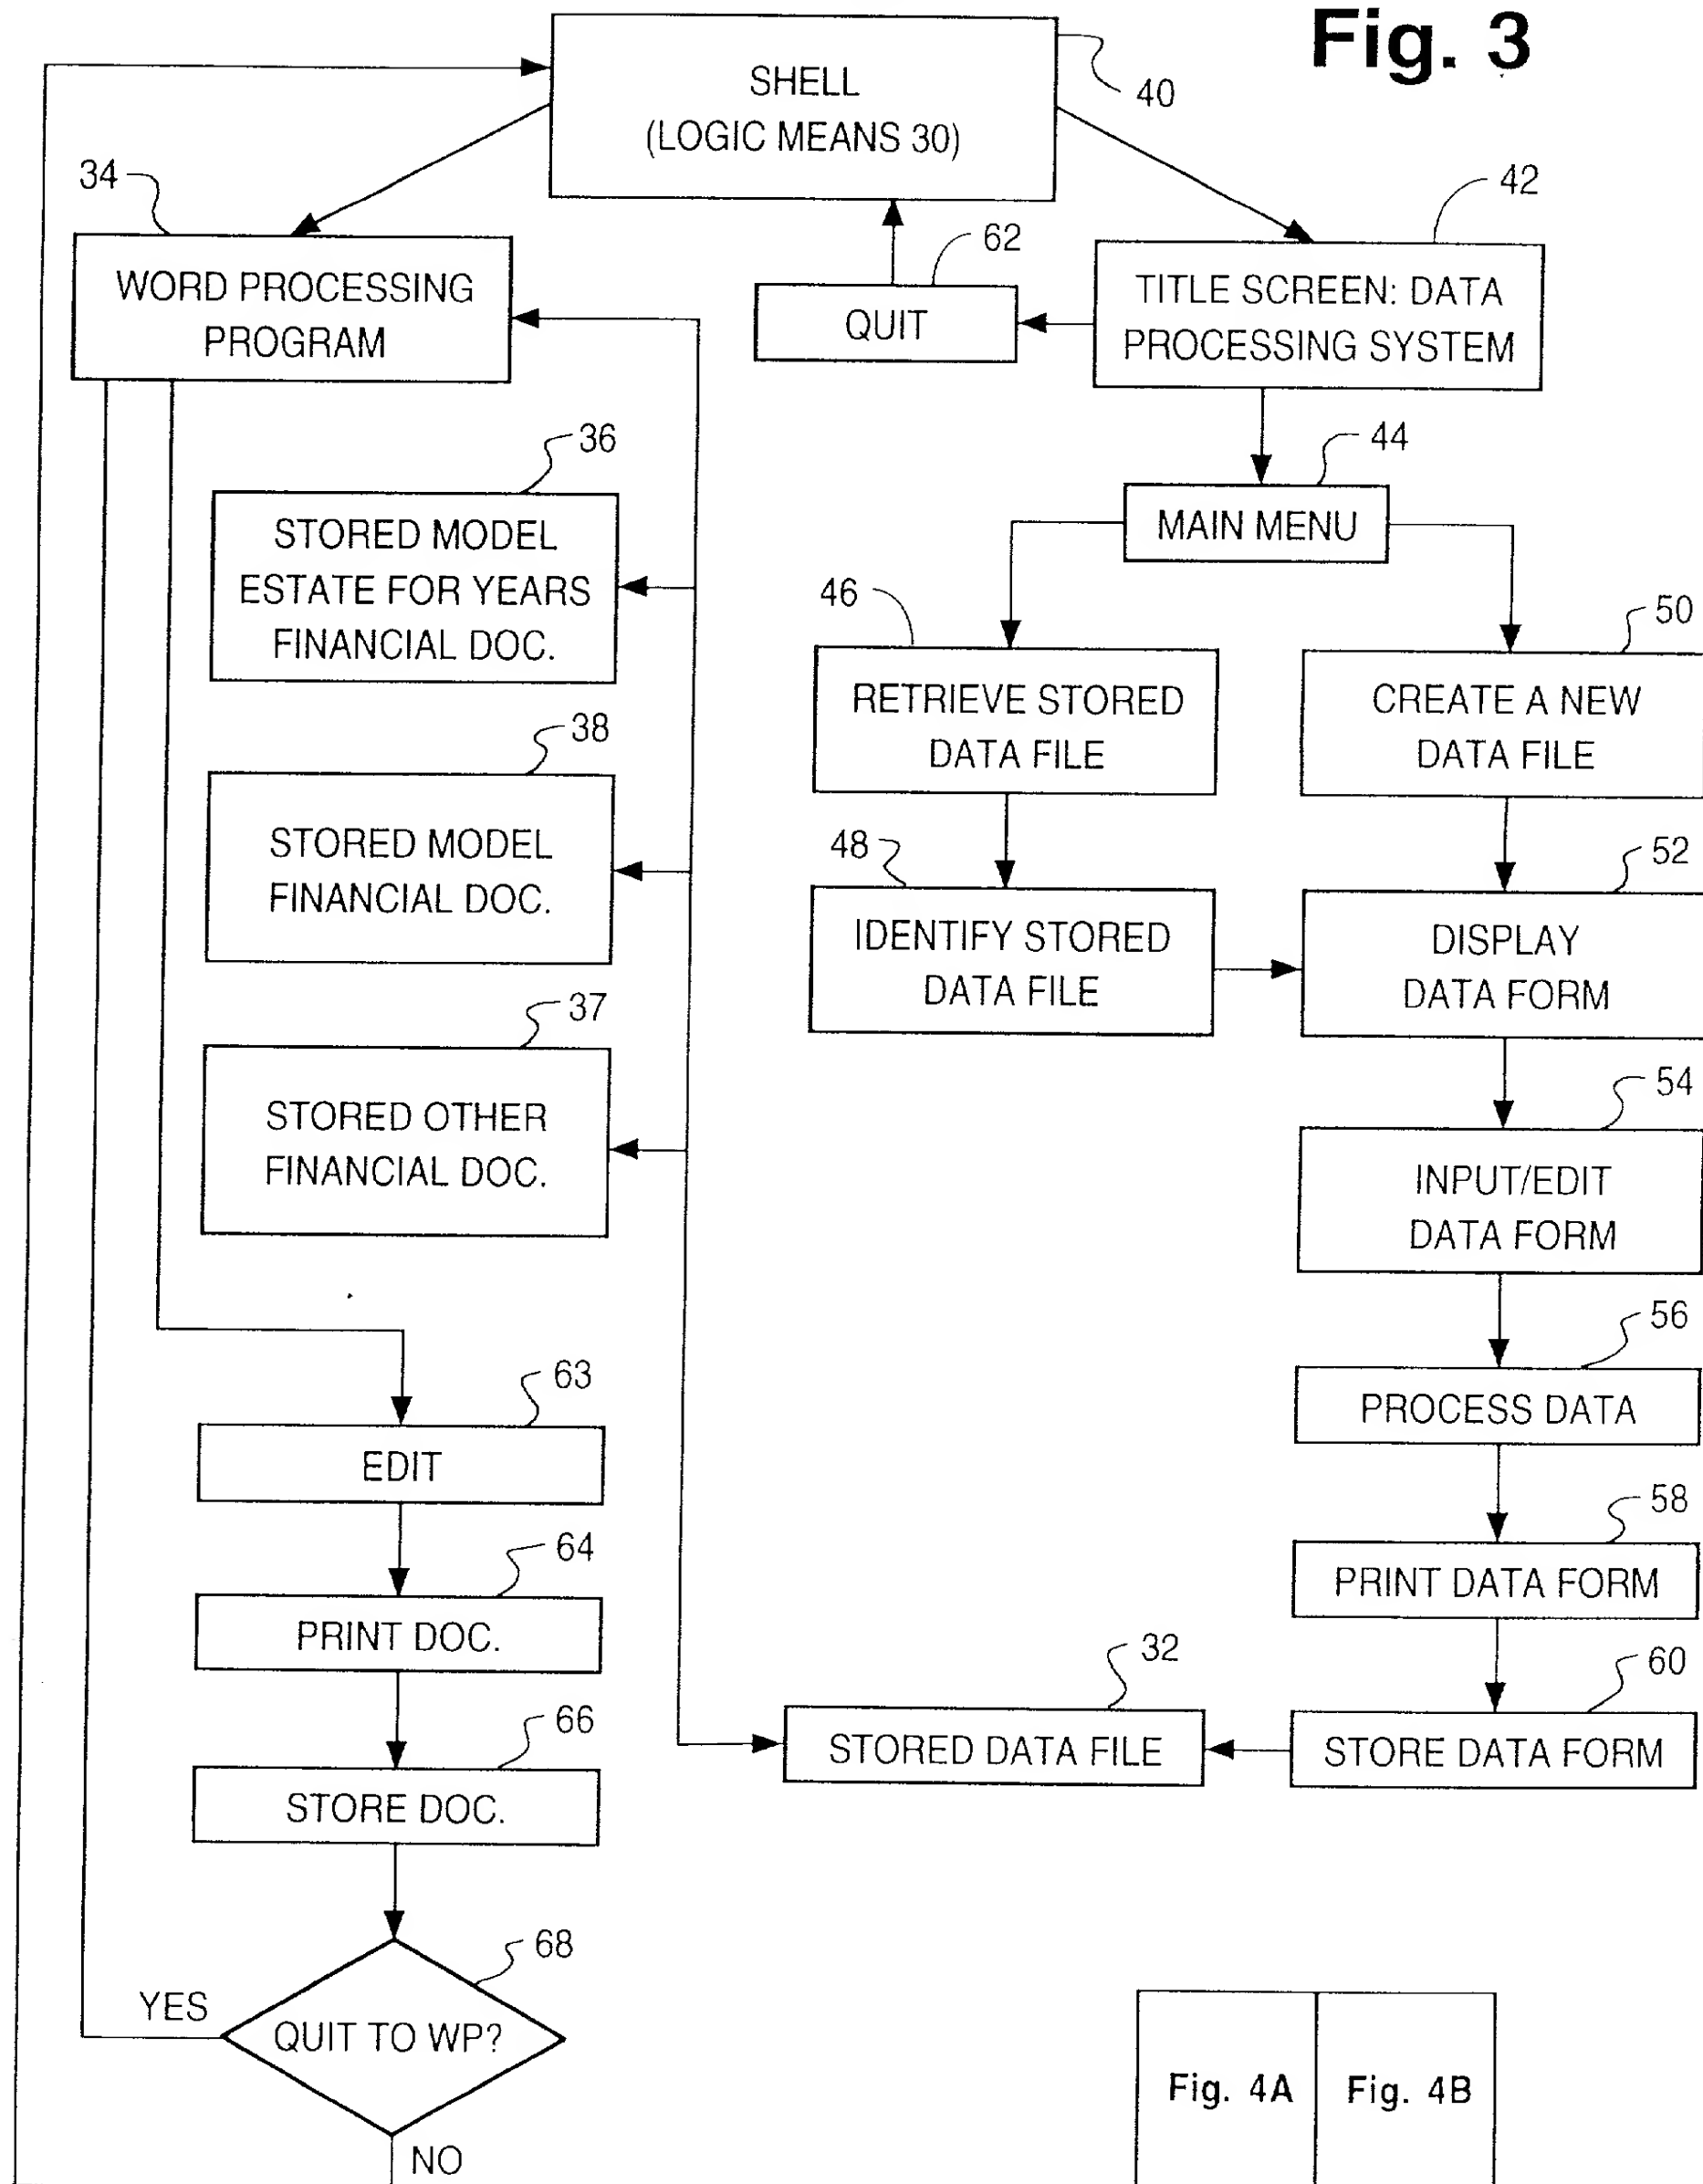 Fig. 3
SHELL
(LOGIC MEANS 30)
40
34
WORD PROCESSING
PROGRAM
62
QUIT
42
TITLE SCREEN: DATA
PROCESSING SYSTEM
44
MAIN MENU
36
STORED MODEL
ESTATE FOR YEARS
FINANCIAL DOC.
46
RETRIEVE STORED
DATA FILE
50
CREATE A NEW
DATA FILE
38
STORED MODEL
FINANCIAL DOC.
48
IDENTIFY STORED
DATA FILE
52
DISPLAY
DATA FORM
37
STORED OTHER
FINANCIAL DOC.
54
INPUT/EDIT
DATA FORM
56
PROCESS DATA
63
EDIT
58
PRINT DATA FORM
64
PRINT DOC.
32
STORED DATA FILE
60
STORE DATA FORM
66
STORE DOC.
68
QUIT TO WP?
YES
NO
Fig. 4A
Fig. 4B